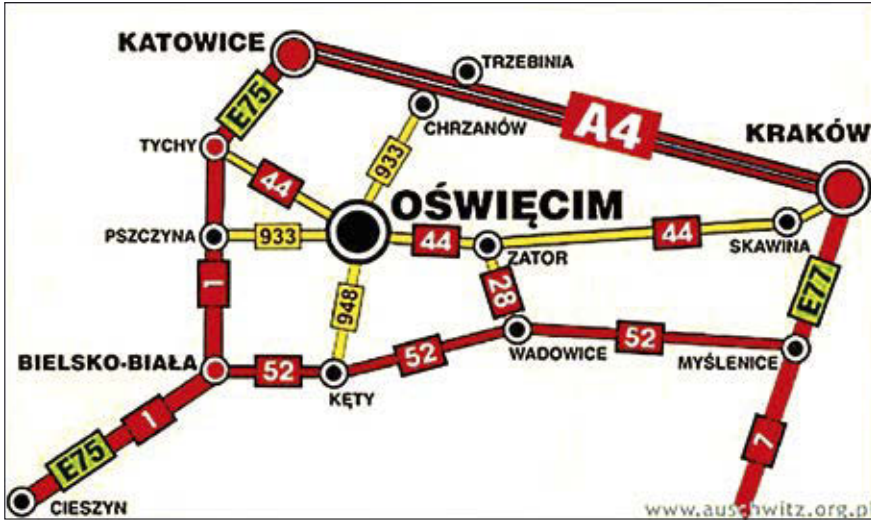 KATOWICE
TRZEBINIA
E75
CHRZANÓW
A4
KRAKÓW
TYCHY
933
44
OŚWIĘCIM
PSZCZYNA
933
44
ZATOR
44
SKAWINA
1
948
28
E77
BIELSKO-BIAŁA
52
KĘTY
52
WADOWICE
52
MYŚLENICE
1
E75
7
CIESZYN
www.auschwitz.org.pl